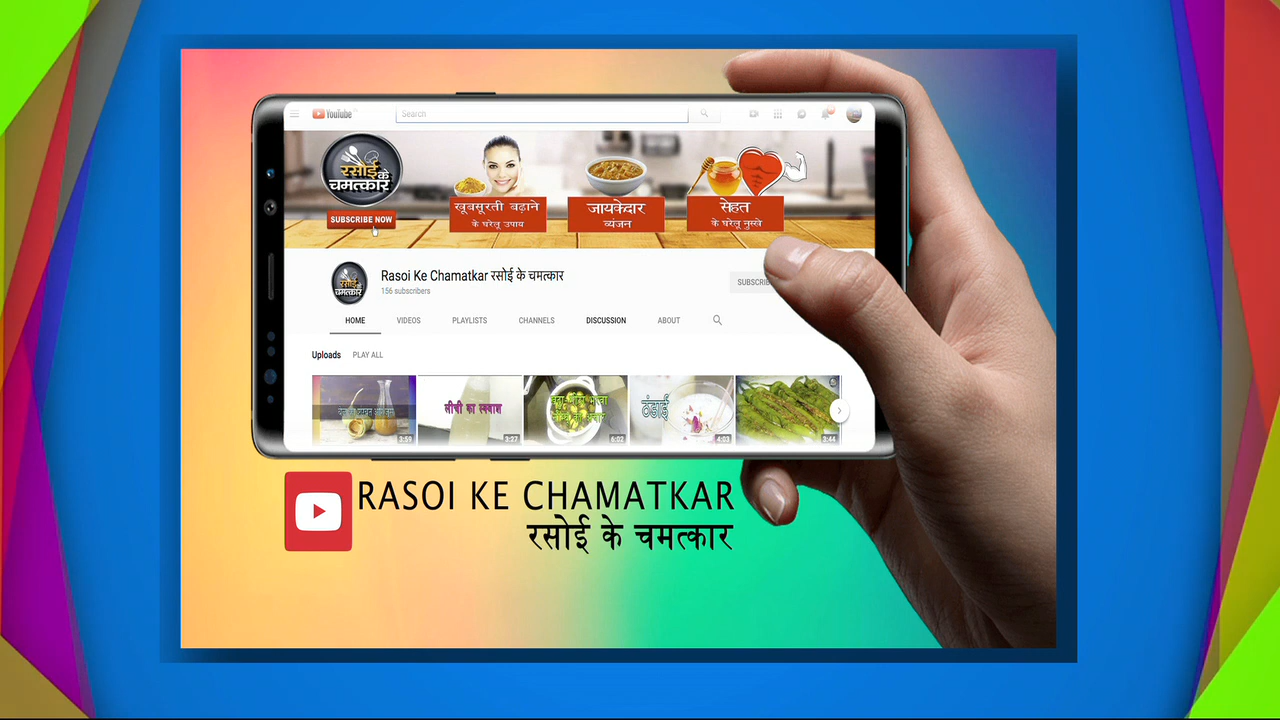 YouTube
Search
रसोई के चमत्कार
SUBSCRIBE NOW
खूबसूरती बढ़ाने
के घरेलू उपाय
जायकेदार
व्यंजन
सेहत
के घरेलू नुस्खे
रसोई के चमत्कार
Rasoi Ke Chamatkar रसोई के चमत्कार
156 subscribers
HOME VIDEOS PLAYLISTS CHANNELS DISCUSSION ABOUT
Uploads PLAY ALL
लीची का स्क्वाश
ठंडाई
3:59 3:27 6:02 4:03 3:44
RASOI KE CHAMATKAR
रसोई के चमत्कार